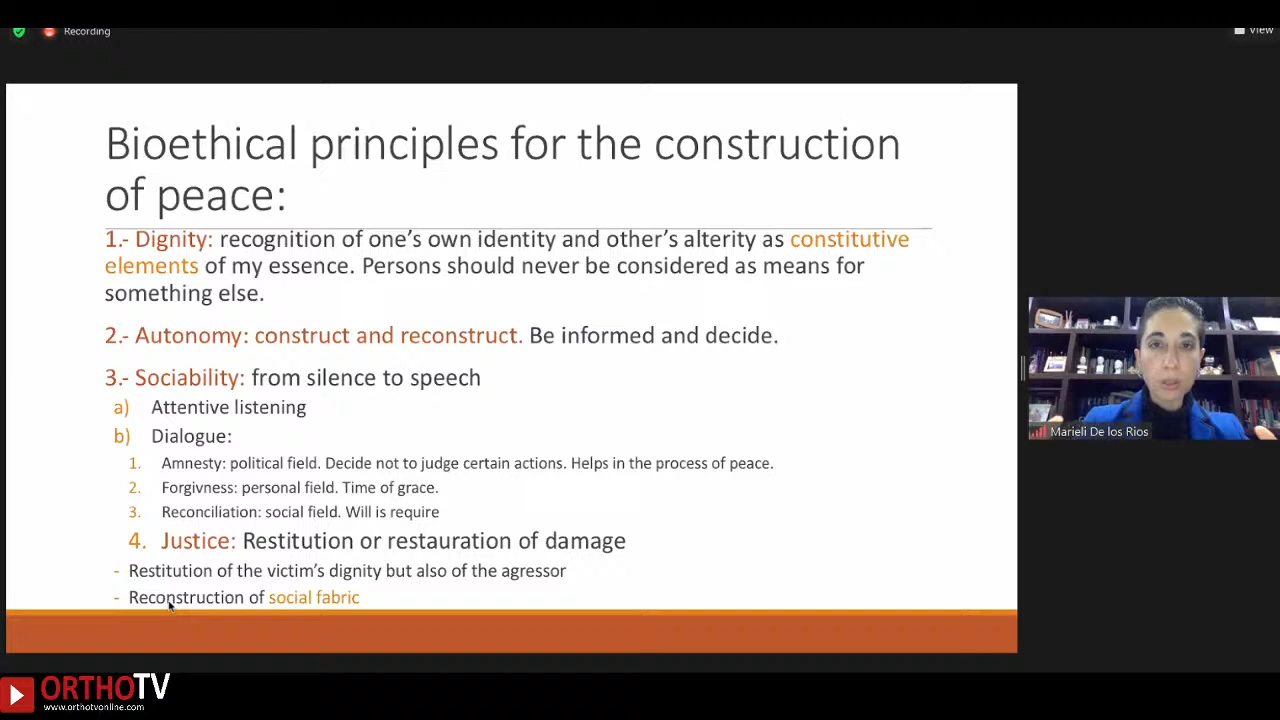 Recording
View
Bioethical principles for the construction
of peace:
1.- Dignity: recognition of one's own identity and other's alterity as constitutive
elements of my essence. Persons should never be considered as means for
something else.
2.- Autonomy: construct and reconstruct. Be informed and decide.
3.- Sociability: from silence to speech
a) Attentive listening
b) Dialogue:
1. Amnesty: political field. Decide not to judge certain actions. Helps in the process of peace.
2. Forgivness: personal field. Time of grace.
3. Reconciliation: social field. Will is require
4. Justice: Restitution or restauration of damage
- Restitution of the victim's dignity but also of the agressor
- Reconstruction of social fabric
Marieli De los Rios
ORTHOTV
www.orthotvonline.com